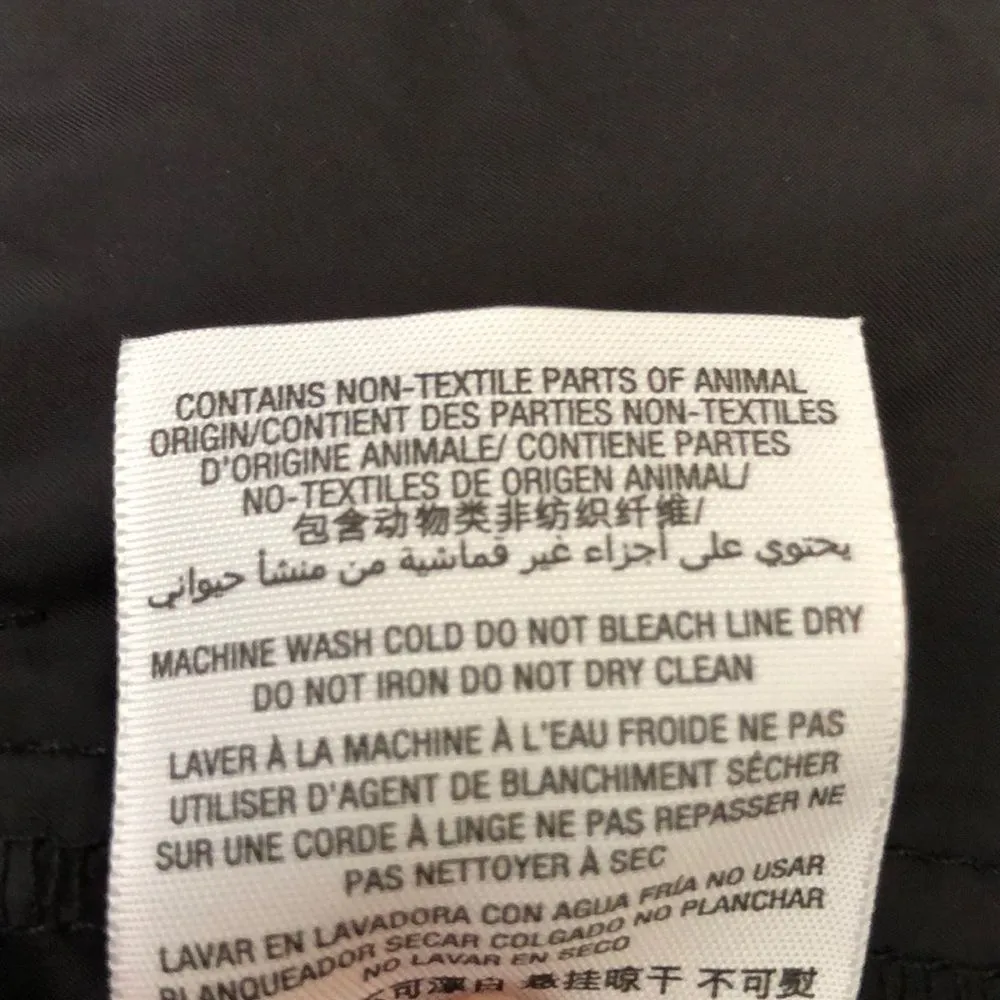 CONTAINS NON-TEXTILE PARTS OF ANIMAL
ORIGIN/CONTIENT DES PARTIES NON-TEXTILES
D'ORIGINE ANIMALE/ CONTIENE PARTES
NO-TEXTILES DE ORIGEN ANIMAL/
包含动物类非纺织纤维/
يحتوي على أجزاء غير قماشية من منشأ حيواني
MACHINE WASH COLD DO NOT BLEACH LINE DRY
DO NOT IRON DO NOT DRY CLEAN
LAVER À LA MACHINE À L'EAU FROIDE NE PAS
UTILISER D'AGENT DE BLANCHIMENT SÉCHER
SUR UNE CORDE À LINGE NE PAS REPASSER NE
PAS NETTOYER À SEC
LAVAR EN LAVADORA CON AGUA FRÍA NO USAR
BLANQUEADOR SECAR COLGADO NO PLANCHAR
NO LAVAR EN SECO
可漂白 悬挂晾干 不可熨